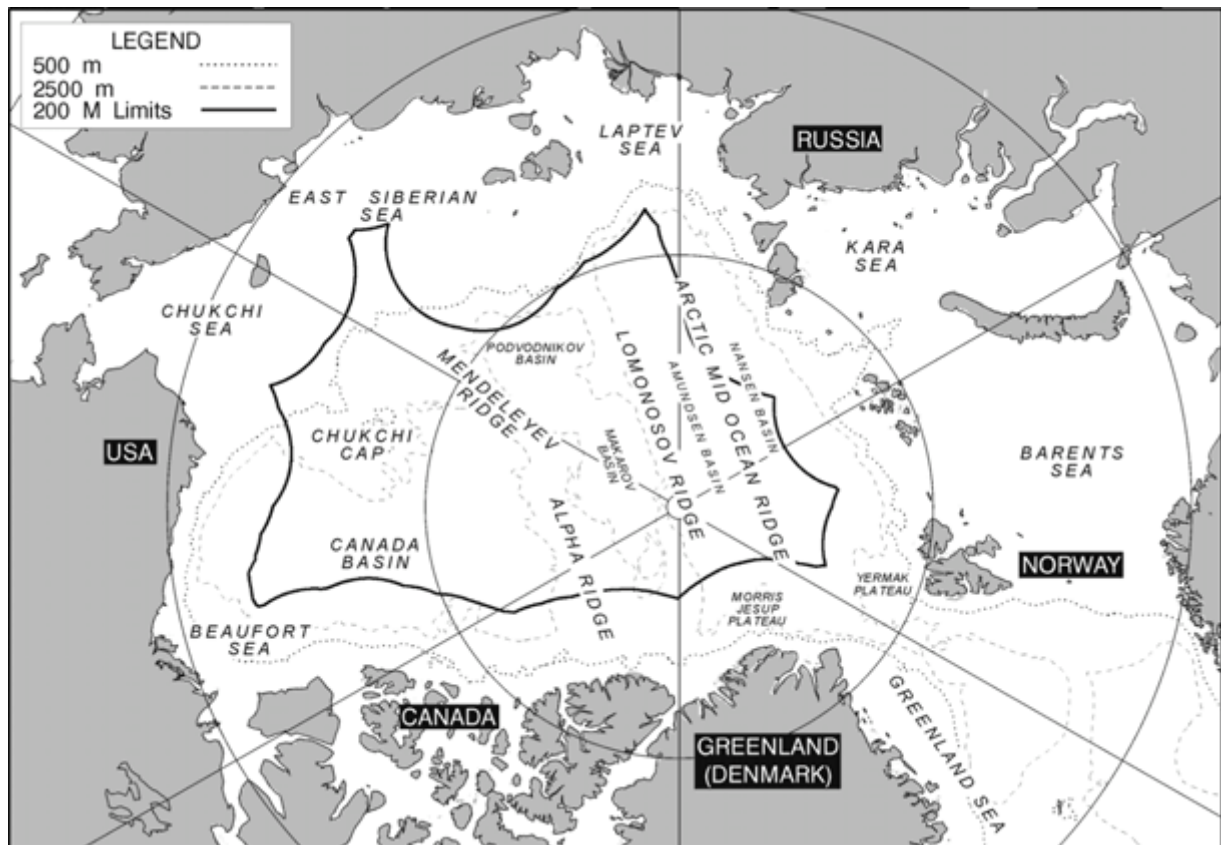 LEGEND
500 m
2500 m
200 M Limits
LAPTEV
SEA
RUSSIA
EAST SIBERIAN
SEA
KARA
SEA
CHUKCHI
SEA
ARCTIC MID OCEAN RIDGE
PODVODNIKOV
BASIN
NANSEN BASIN
LOMONOSOV RIDGE
MENDELEYEV
RIDGE
AMUNDSEN BASIN
USA
CHUKCHI
CAP
MAKAROV
BASIN
BARENTS
SEA
ALPHA RIDGE
CANADA
BASIN
NORWAY
YERMAK
PLATEAU
MORRIS
JESUP
PLATEAU
BEAUFORT
SEA
GREENLAND SEA
CANADA
GREENLAND
(DENMARK)